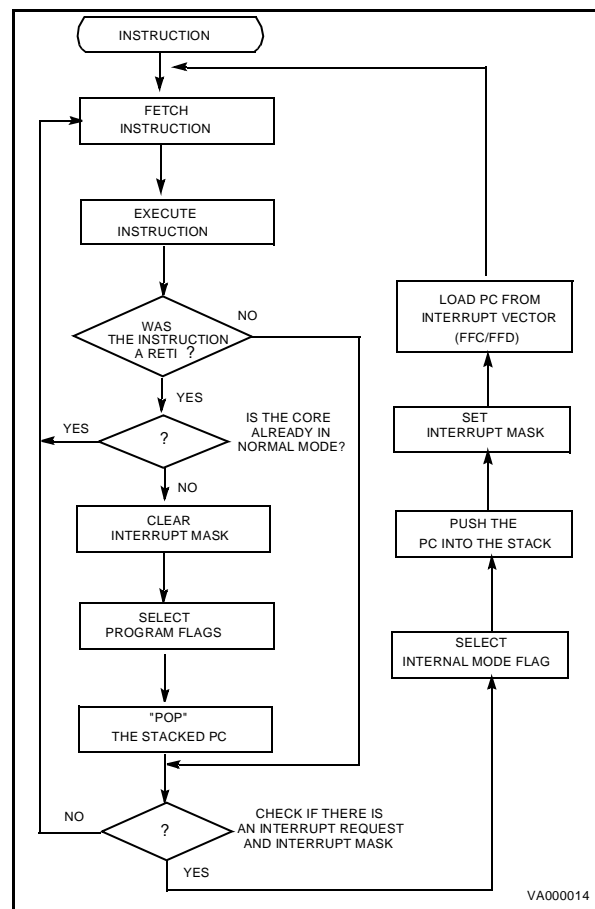 INSTRUCTION
FETCH
INSTRUCTION
EXECUTE
INSTRUCTION
WAS
THE INSTRUCTION
A RETI ?
NO
YES
?
IS THE CORE
ALREADY IN
NORMAL MODE?
YES
NO
CLEAR
INTERRUPT MASK
SELECT
PROGRAM FLAGS
"POP"
THE STACKED PC
?
CHECK IF THERE IS
AN INTERRUPT REQUEST
AND INTERRUPT MASK
NO
YES
SELECT
INTERNAL MODE FLAG
PUSH THE
PC INTO THE STACK
SET
INTERRUPT MASK
LOAD PC FROM
INTERRUPT VECTOR
(FFC/FFD)
VA000014